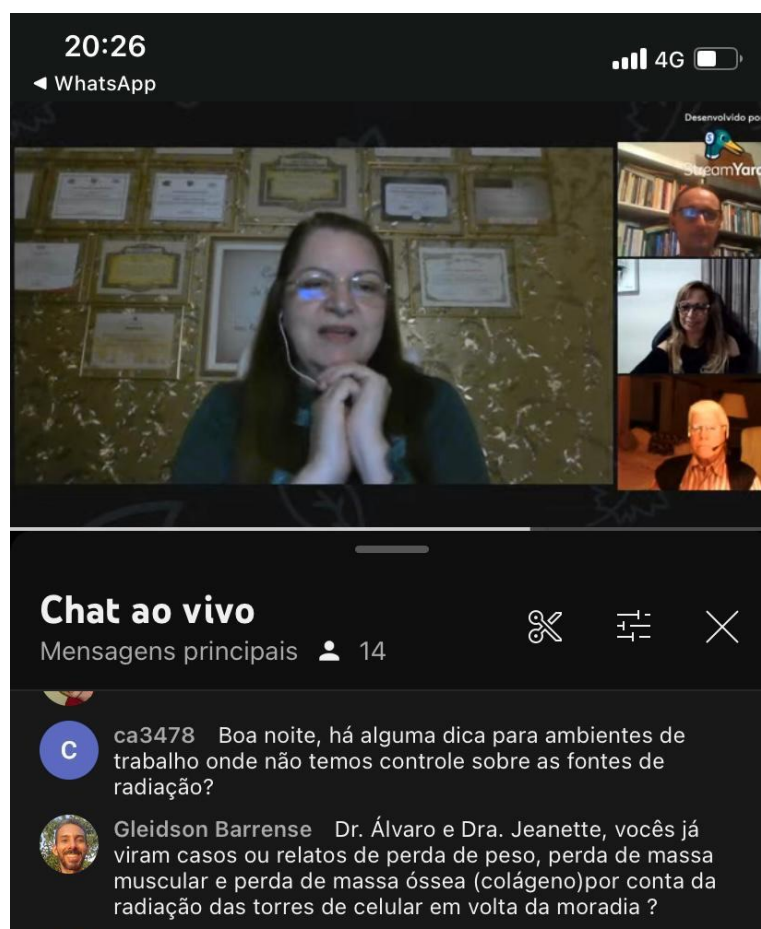 20:26
4G
◀ WhatsApp
Desenvolvido po
StreamYard
Chat ao vivo
Mensagens principais 14
C
ca3478 Boa noite, há alguma dica para ambientes de
trabalho onde não temos controle sobre as fontes de
radiação?
Gleidson Barrense Dr. Álvaro e Dra. Jeanette, vocês já
viram casos ou relatos de perda de peso, perda de massa
muscular e perda de massa óssea (colágeno)por conta da
radiação das torres de celular em volta da moradia ?